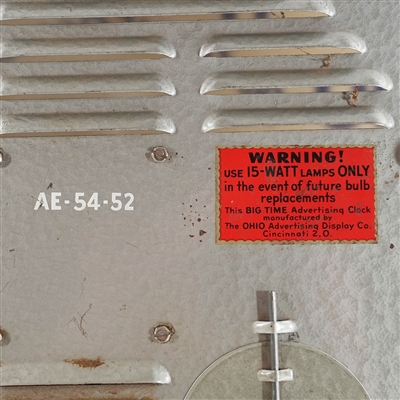 AE-54-52
WARNING!
USE 15-WATT LAMPS ONLY
in the event of future bulb
replacements
This BIG TIME Advertising Clock
manufactured by
The OHIO Advertising Display Co.
Cincinnati 2, O.